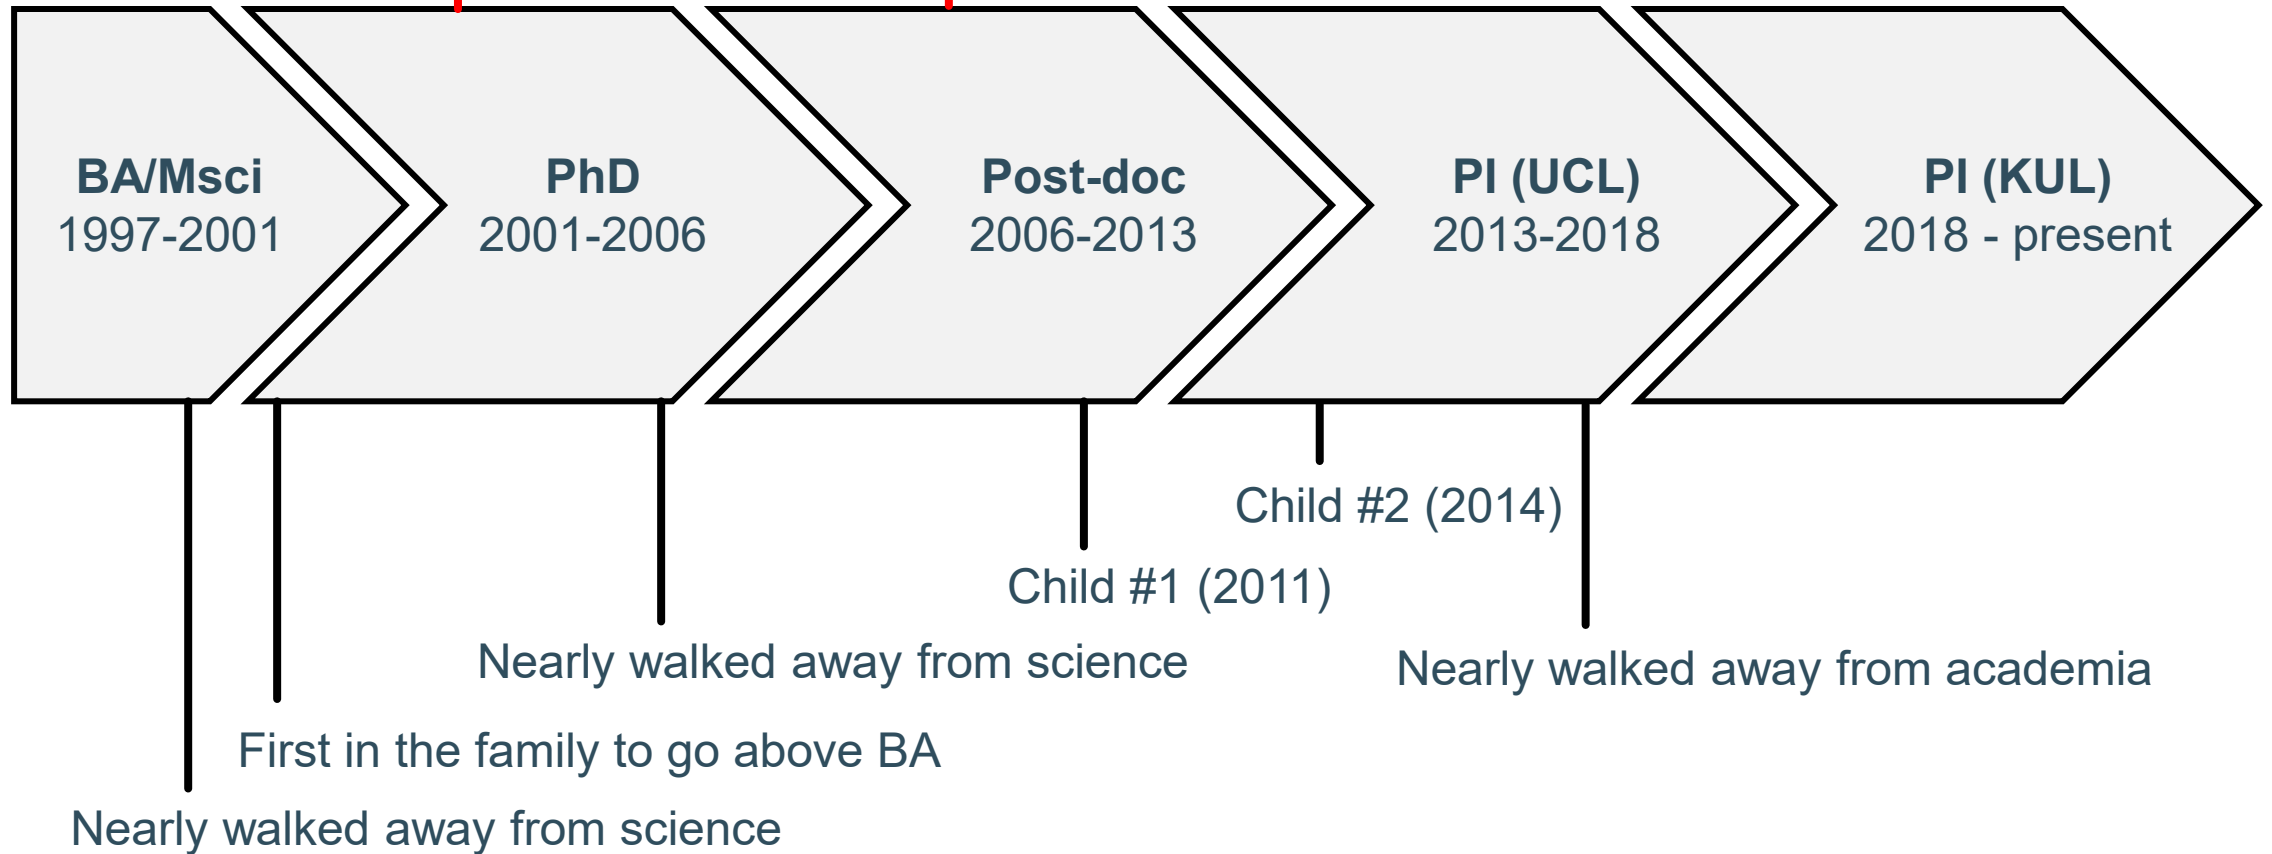 BA/Msci
1997-2001
PhD
2001-2006
Post-doc
2006-2013
PI (UCL)
2013-2018
PI (KUL)
2018 - present
Child #2 (2014)
Child #1 (2011)
Nearly walked away from science
Nearly walked away from academia
First in the family to go above BA
Nearly walked away from science